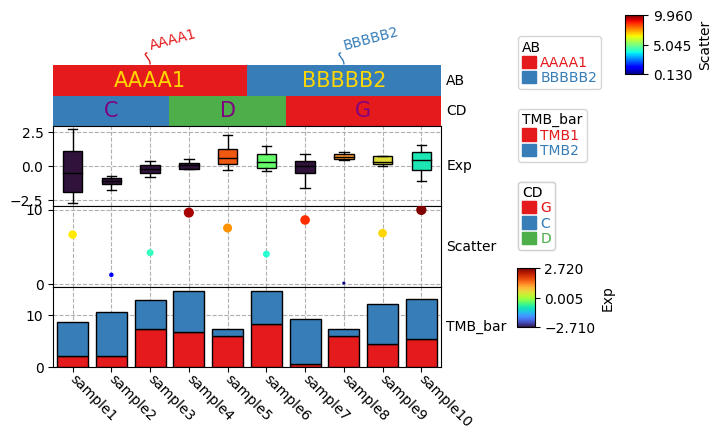 AAAA1
BBBBB2
AAAA1
BBBBB2
AB
C
D
G
CD
2.5
0.0
−2.5
Exp
10
0
Scatter
10
0
TMB_bar
sample1
sample2
sample3
sample4
sample5
sample6
sample7
sample8
sample9
sample10
AB
AAAA1
BBBBB2
TMB_bar
TMB1
TMB2
CD
G
C
D
2.720
0.005
−2.710
Exp
9.960
5.045
0.130
Scatter